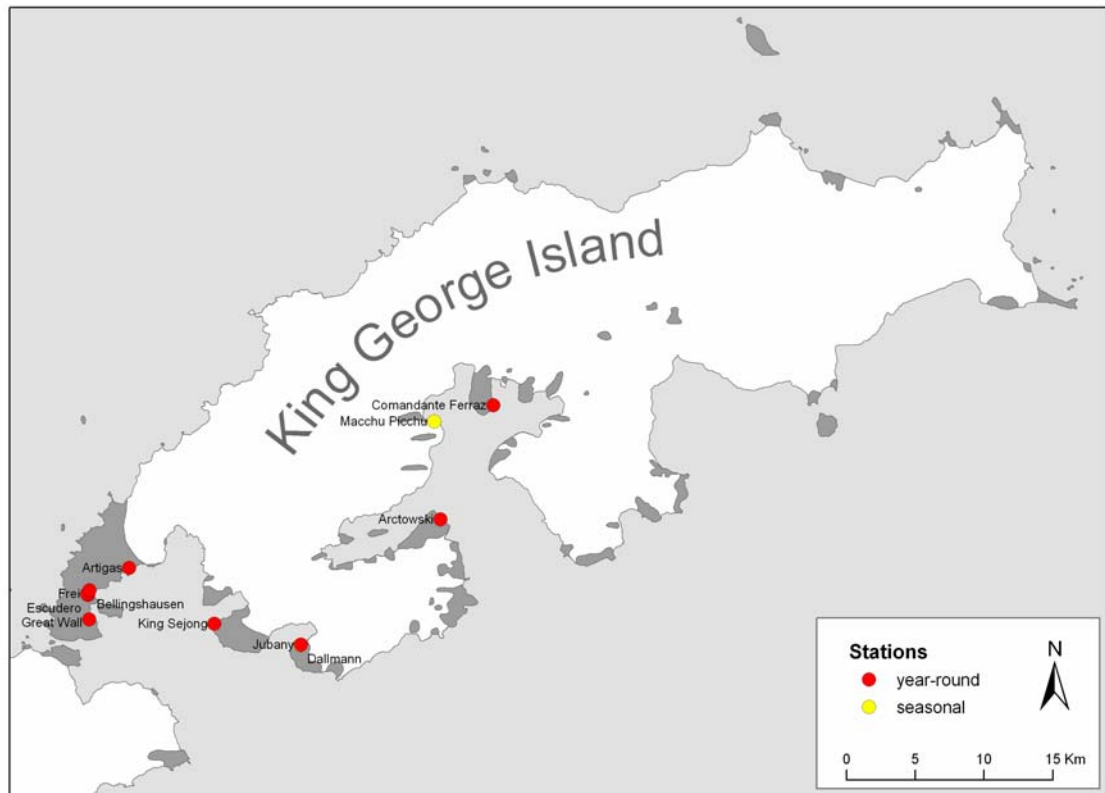 King George Island
Comandante Ferraz
Macchu Picchu
Arctowski
Artigas
Frei
Bellingshausen
Escudero
Great Wall
King Sejong
Jubany
Dallmann
Stations
year-round
seasonal
N
0 5 10 15 Km